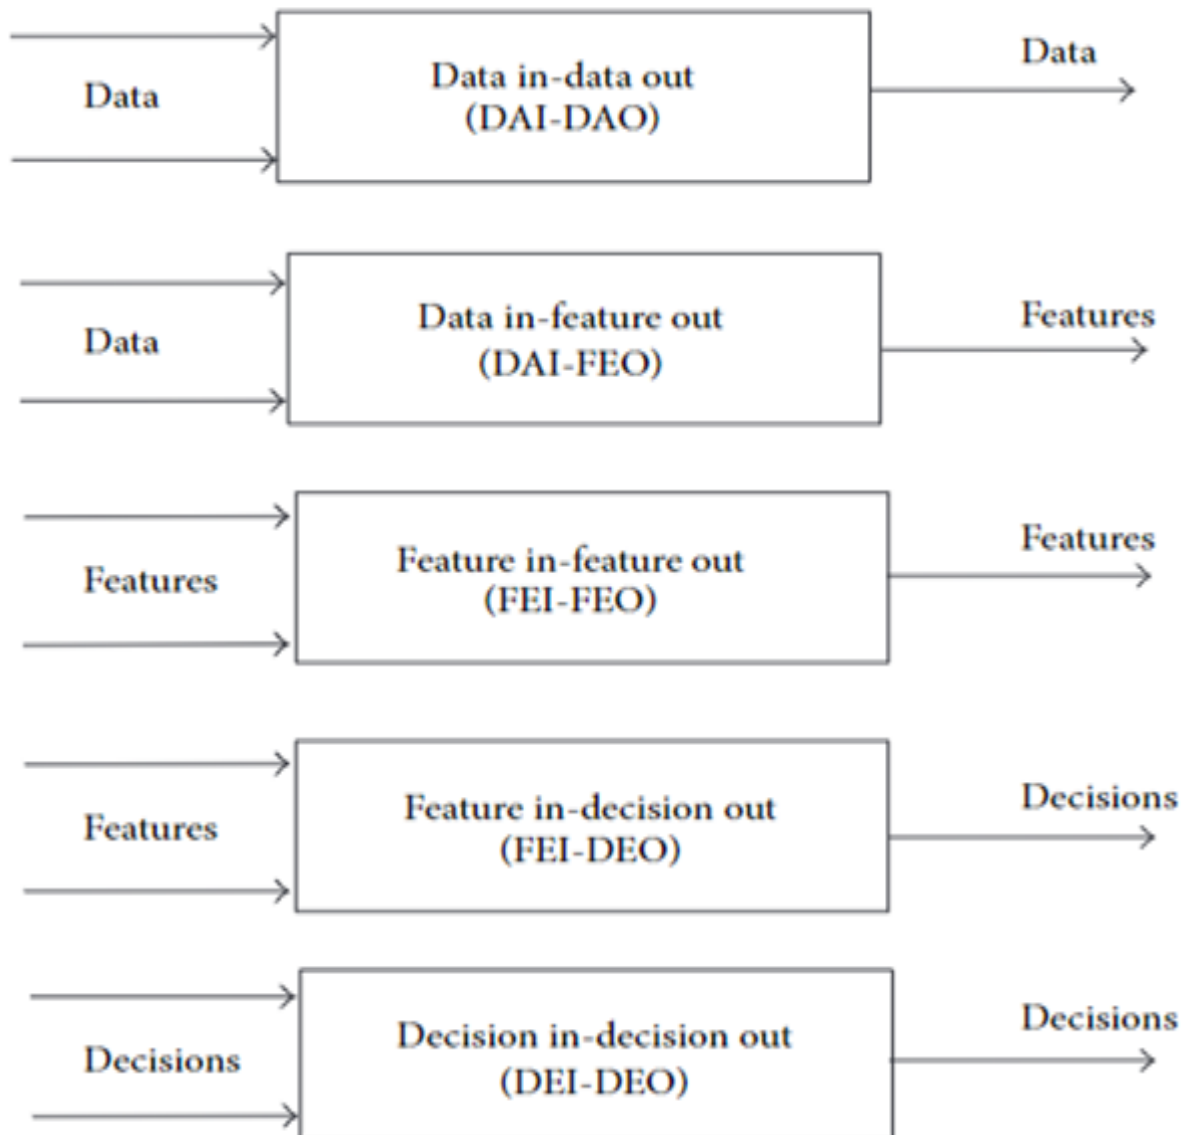 Data
Data in-data out
(DAI-DAO)
Data
Data
Data in-feature out
(DAI-FEO)
Features
Features
Feature in-feature out
(FEI-FEO)
Features
Features
Feature in-decision out
(FEI-DEO)
Decisions
Decisions
Decision in-decision out
(DEI-DEO)
Decisions